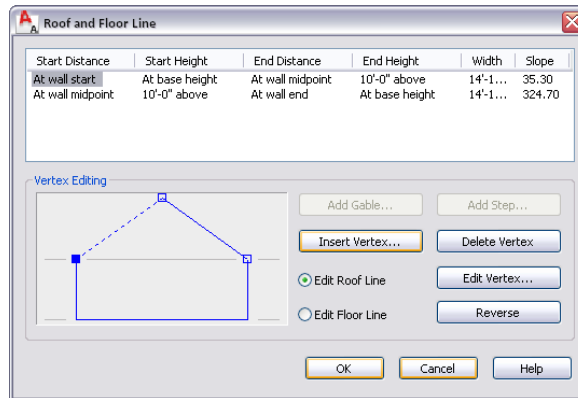 Roof and Floor Line
Start Distance Start Height End Distance End Height Width Slope
At wall start At base height At wall midpoint 10'-0" above 14'-1... 35.30
At wall midpoint 10'-0" above At wall end At base height 14'-1... 324.70
Vertex Editing
Add Gable... Add Step...
Insert Vertex... Delete Vertex
Edit Roof Line Edit Vertex...
Edit Floor Line Reverse
OK Cancel Help